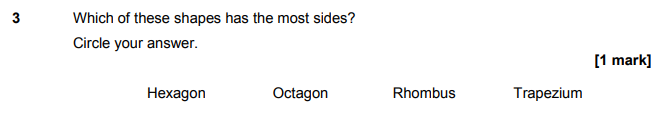 3 Which of these shapes has the most sides?
Circle your answer.
[1 mark]
Hexagon Octagon Rhombus Trapezium